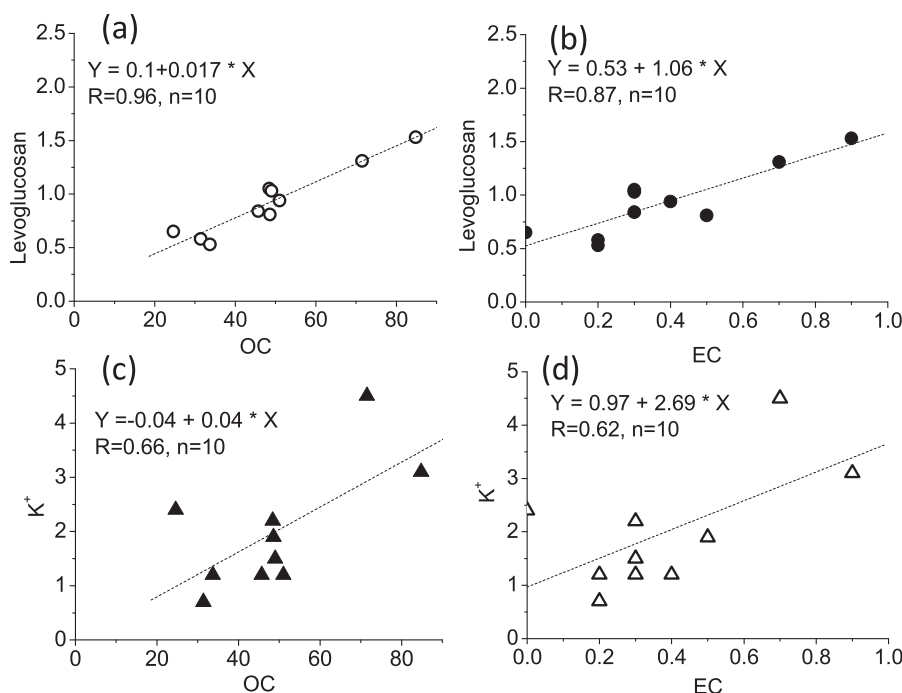 (a)
Y = 0.1+0.017 * X
R=0.96, n=10
Levoglucosan
2.5
2.0
1.5
1.0
0.5
0.0
0 20 40 60 80
OC
(b)
Y = 0.53 + 1.06 * X
R=0.87, n=10
Levoglucosan
2.5
2.0
1.5
1.0
0.5
0.0
0.0 0.2 0.4 0.6 0.8 1.0
EC
(c)
Y =-0.04 + 0.04 * X
R=0.66, n=10
K+
5
4
3
2
1
0
0 20 40 60 80
OC
(d)
Y = 0.97 + 2.69 * X
R=0.62, n=10
K+
5
4
3
2
1
0
0.0 0.2 0.4 0.6 0.8 1.0
EC